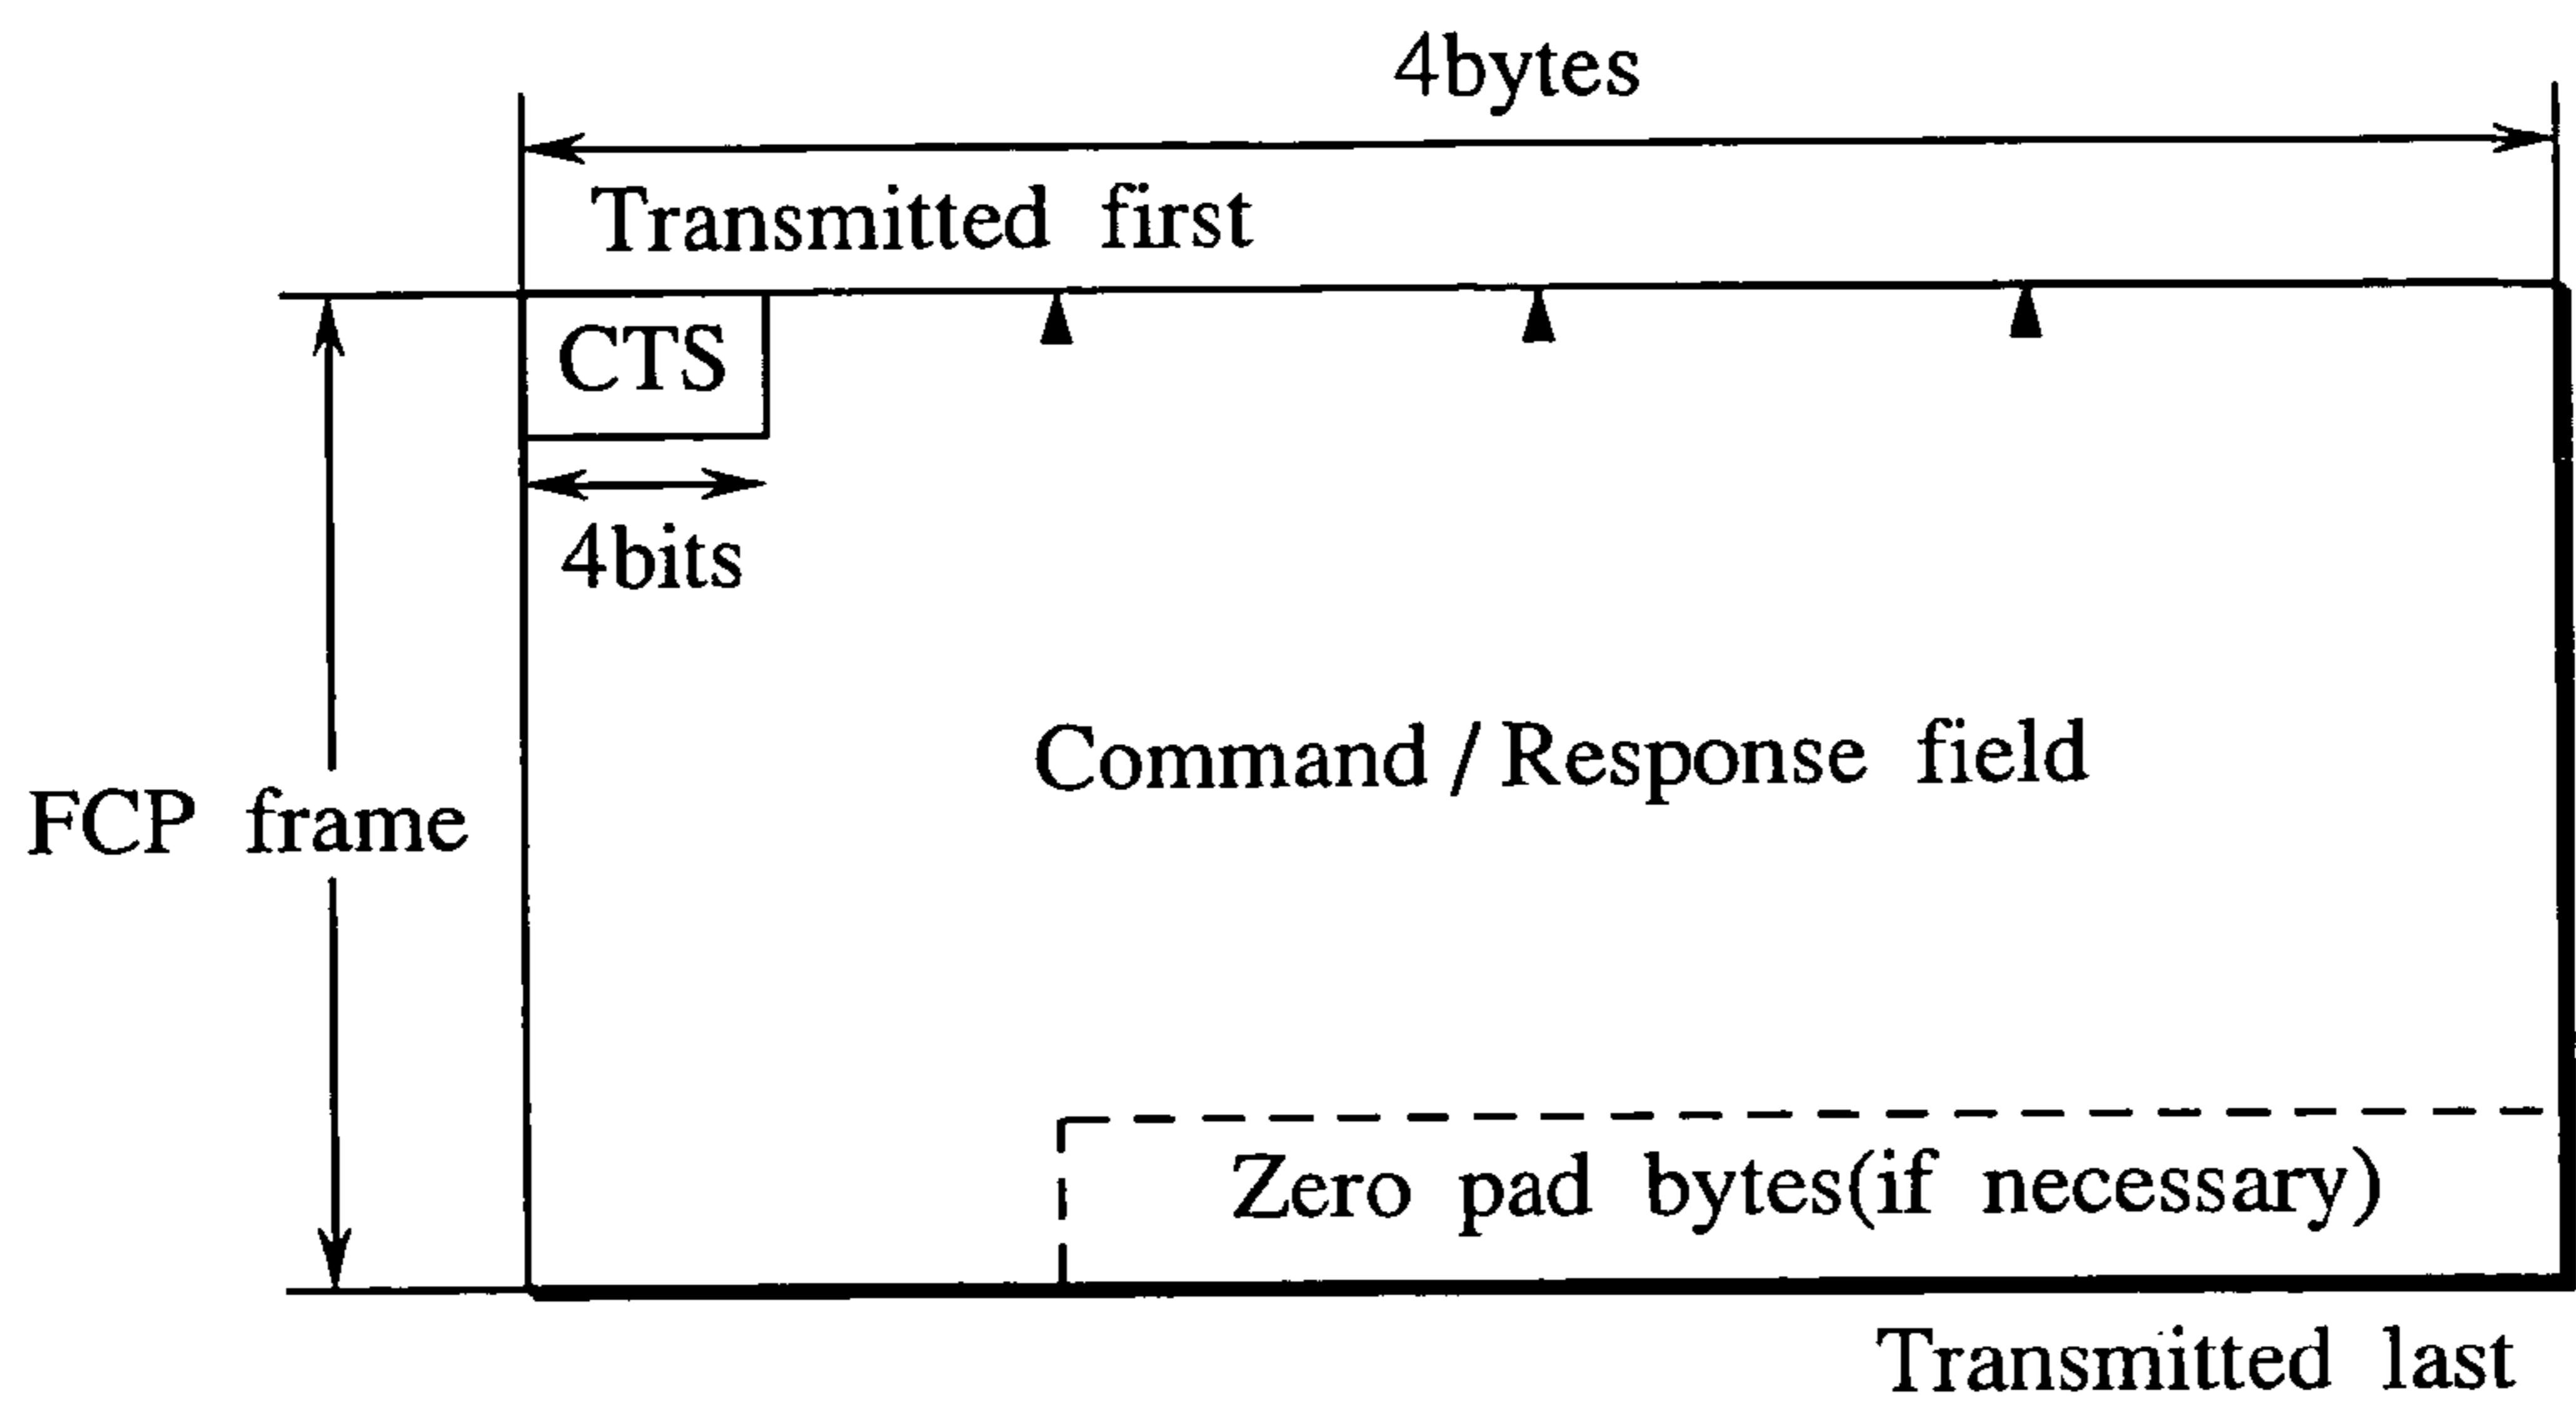 4bytes
Transmitted first
CTS
4bits
Command / Response field
FCP frame
Zero pad bytes(if necessary)
Transmitted last